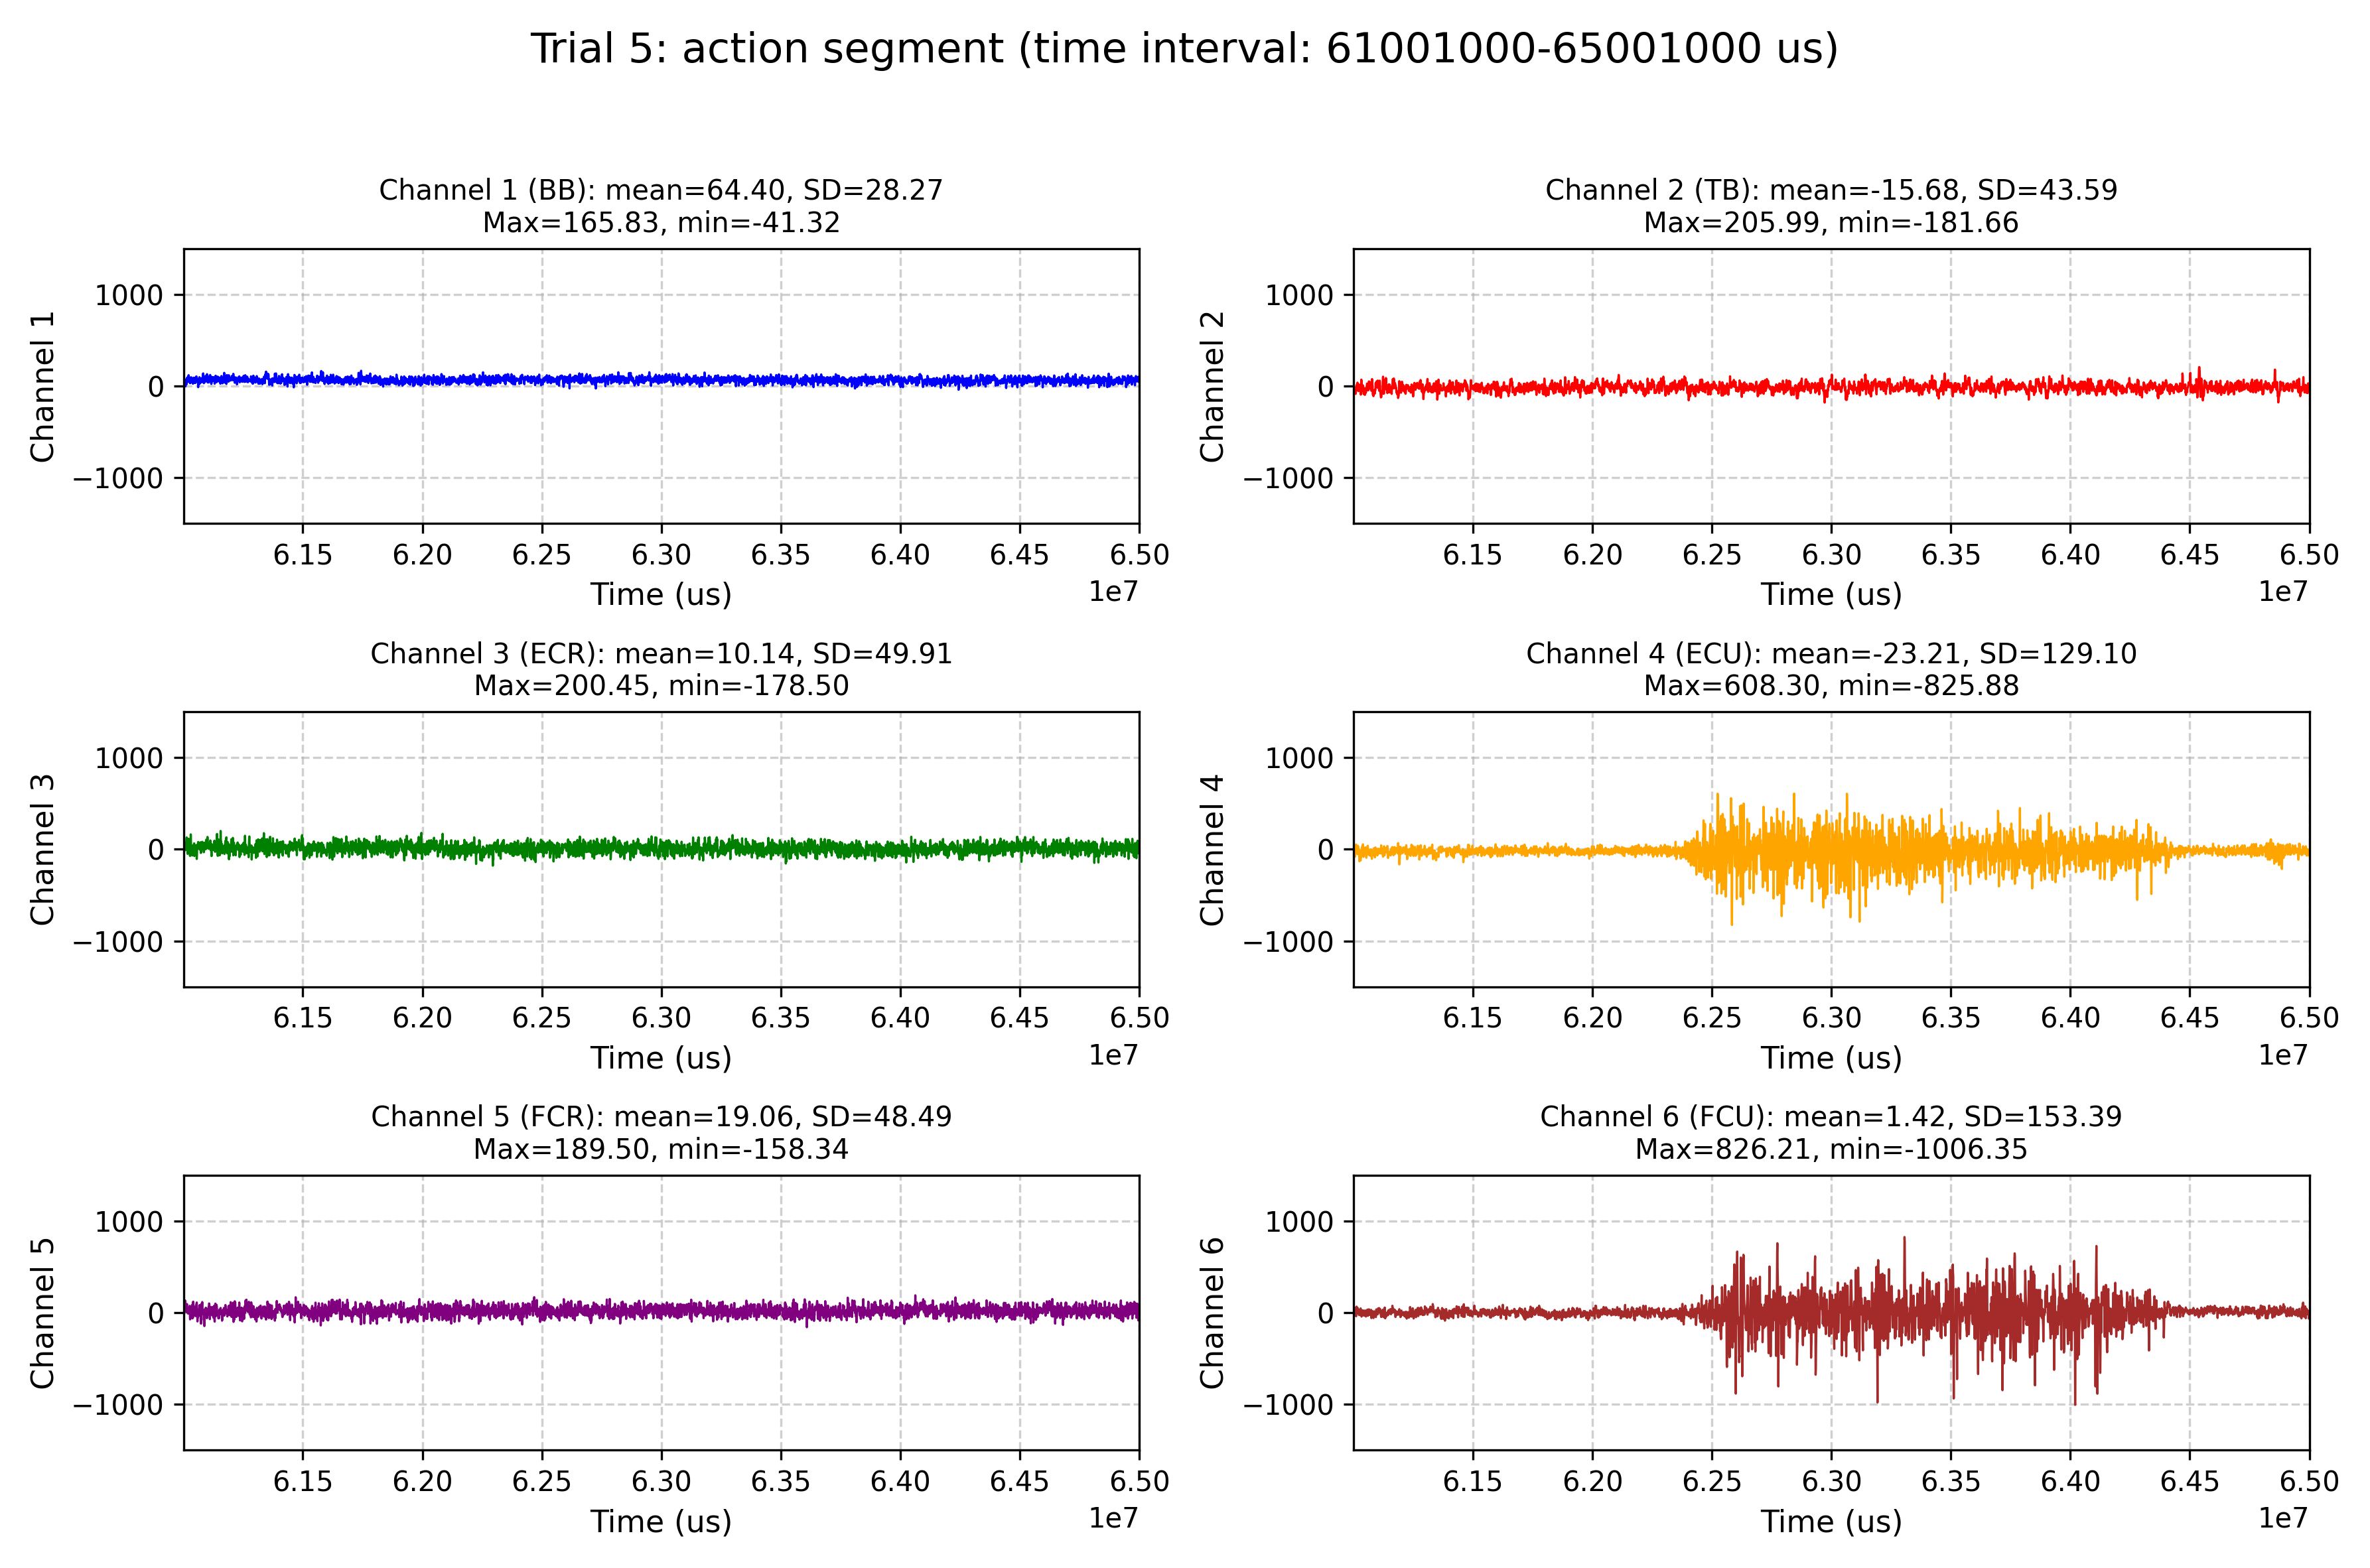 Trial 5: action segment (time interval: 61001000-65001000 us)
Channel 1 (BB): mean=64.40, SD=28.27
Max=165.83, min=-41.32
Channel 1
1000
0
−1000
6.15 6.20 6.25 6.30 6.35 6.40 6.45 6.50
1e7
Time (us)
Channel 2 (TB): mean=-15.68, SD=43.59
Max=205.99, min=-181.66
Channel 2
1000
0
−1000
6.15 6.20 6.25 6.30 6.35 6.40 6.45 6.50
1e7
Time (us)
Channel 3 (ECR): mean=10.14, SD=49.91
Max=200.45, min=-178.50
Channel 3
1000
0
−1000
6.15 6.20 6.25 6.30 6.35 6.40 6.45 6.50
1e7
Time (us)
Channel 4 (ECU): mean=-23.21, SD=129.10
Max=608.30, min=-825.88
Channel 4
1000
0
−1000
6.15 6.20 6.25 6.30 6.35 6.40 6.45 6.50
1e7
Time (us)
Channel 5 (FCR): mean=19.06, SD=48.49
Max=189.50, min=-158.34
Channel 5
1000
0
−1000
6.15 6.20 6.25 6.30 6.35 6.40 6.45 6.50
1e7
Time (us)
Channel 6 (FCU): mean=1.42, SD=153.39
Max=826.21, min=-1006.35
Channel 6
1000
0
−1000
6.15 6.20 6.25 6.30 6.35 6.40 6.45 6.50
1e7
Time (us)